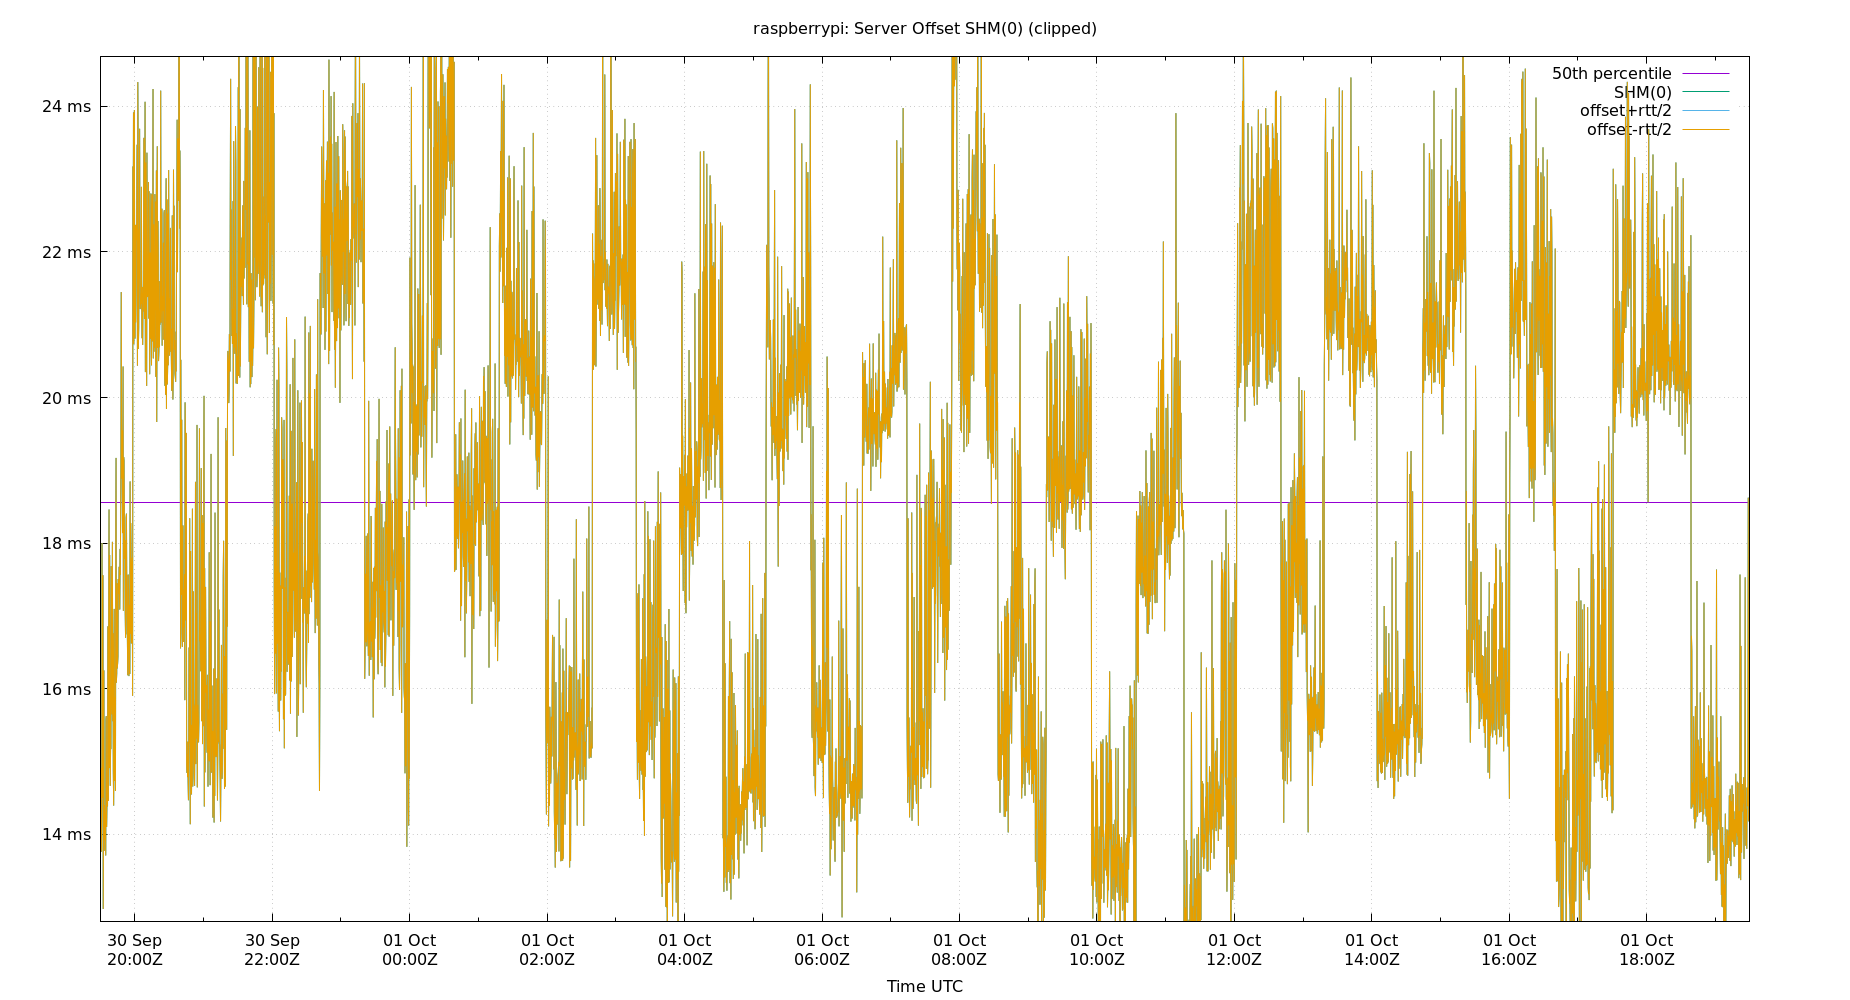 raspberrypi: Server Offset SHM(0) (clipped)
50th percentile
SHM(0)
offset+rtt/2
offset-rtt/2
24 ms
22 ms
20 ms
18 ms
16 ms
14 ms
30 Sep 30 Sep 01 Oct 01 Oct 01 Oct 01 Oct 01 Oct 01 Oct 01 Oct 01 Oct 01 Oct 01 Oct
20:00Z 22:00Z 00:00Z 02:00Z 04:00Z 06:00Z 08:00Z 10:00Z 12:00Z 14:00Z 16:00Z 18:00Z
Time UTC